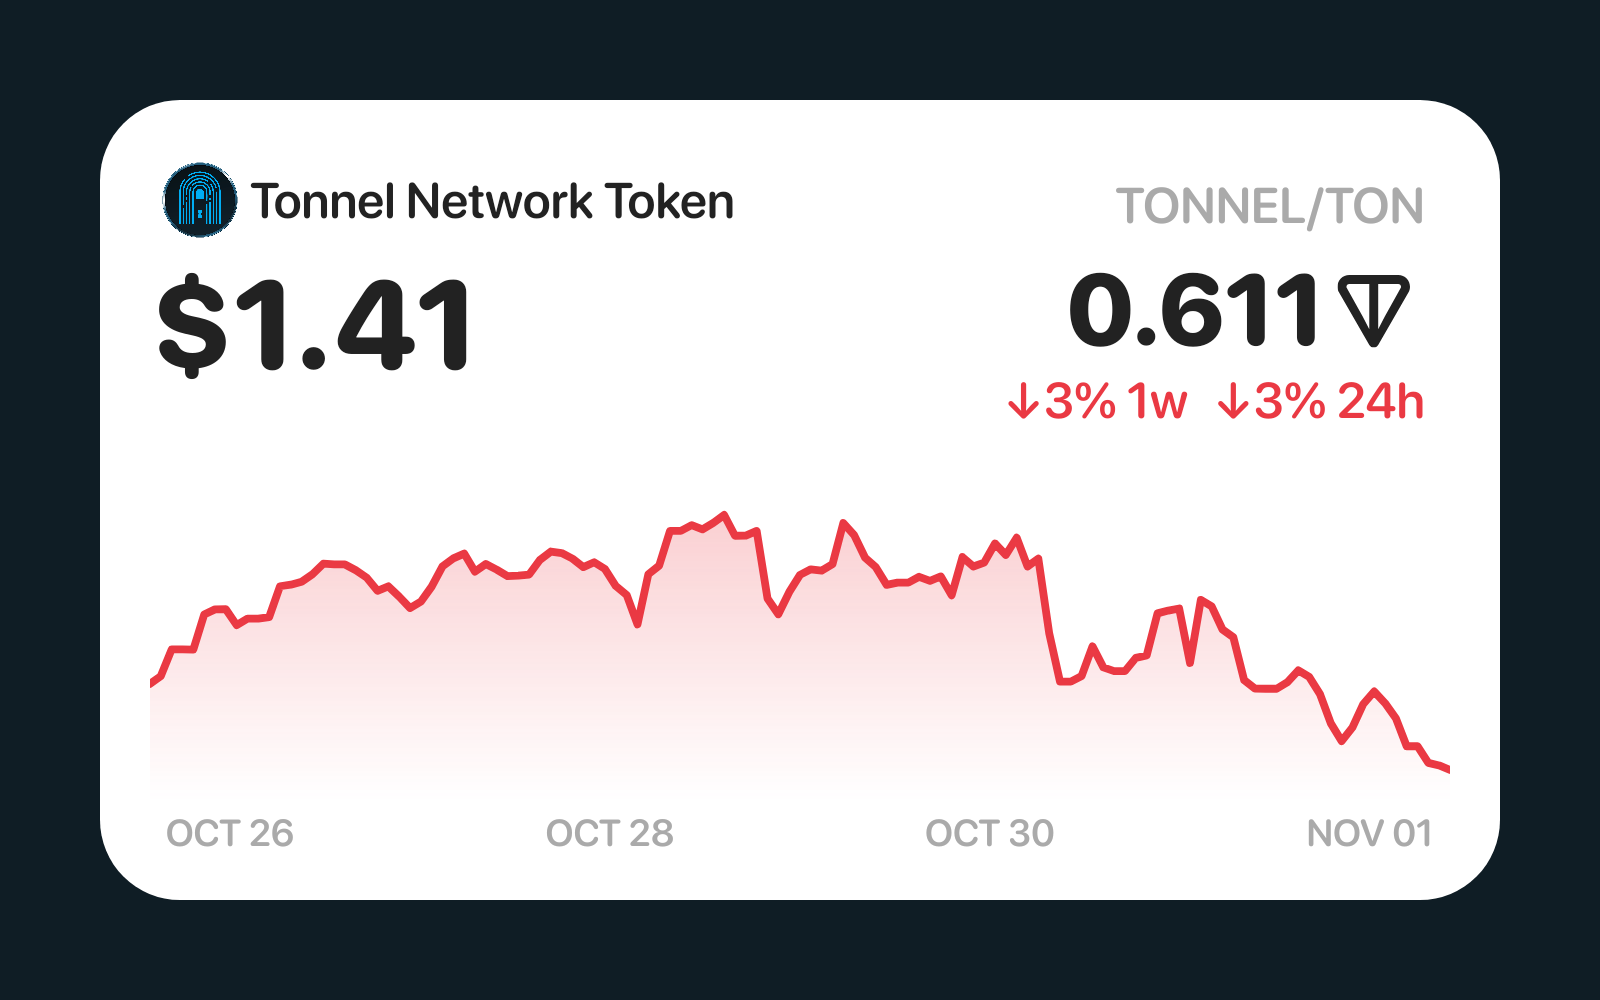 Tonnel Network Token
TONNEL/TON
$1.41
0.611
↓3% 1w ↓3% 24h
OCT 26 OCT 28 OCT 30 NOV 01